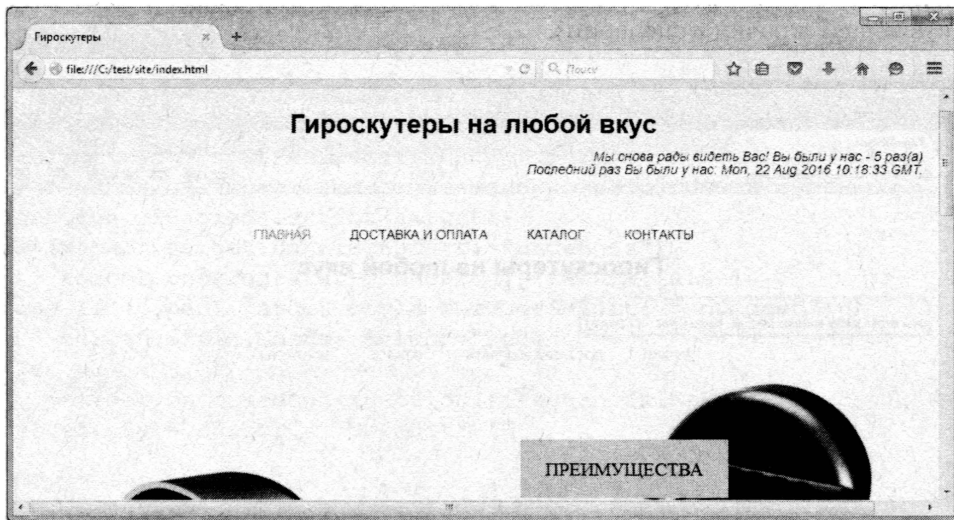 Гироскутеры
file:///C:/test/site/index.html
Поиск
Гироскутеры на любой вкус
Мы снова рады видеть Вас! Вы были у нас - 5 раз(а)
Последний раз Вы были у нас: Mon, 22 Aug 2016 10:18:33 GMT.
ГЛАВНАЯ ДОСТАВКА И ОПЛАТА КАТАЛОГ КОНТАКТЫ
ПРЕИМУЩЕСТВА